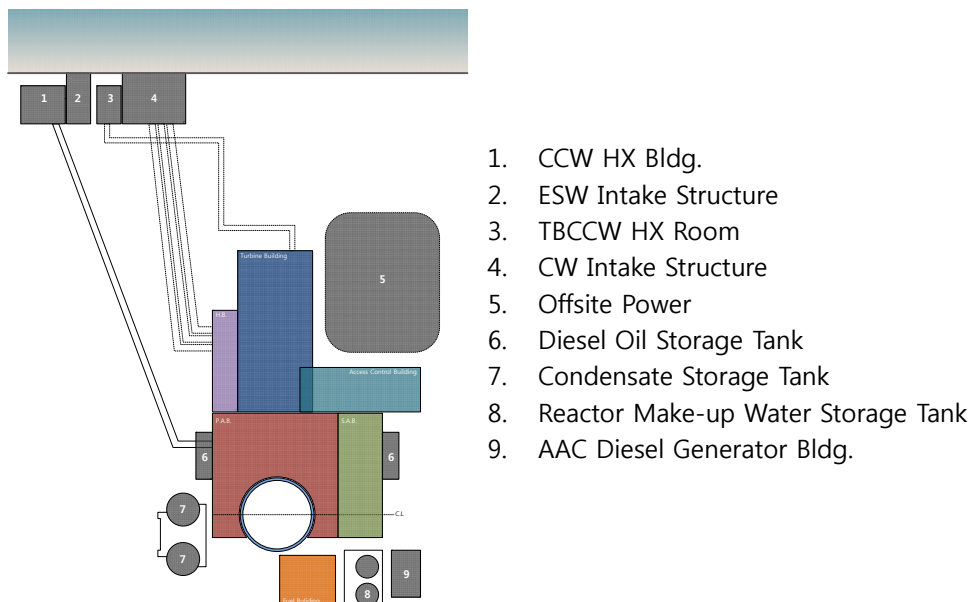 1
2
3
4
1. CCW HX Bldg.
2. ESW Intake Structure
3. TBCCW HX Room
4. CW Intake Structure
5. Offsite Power
6. Diesel Oil Storage Tank
7. Condensate Storage Tank
8. Reactor Make-up Water Storage Tank
9. AAC Diesel Generator Bldg.
Turbine Building
5
H.B.
Access Control Building
P.A.B.
S.A.B.
6
6
7
C.L
7
9
8
Fuel Building